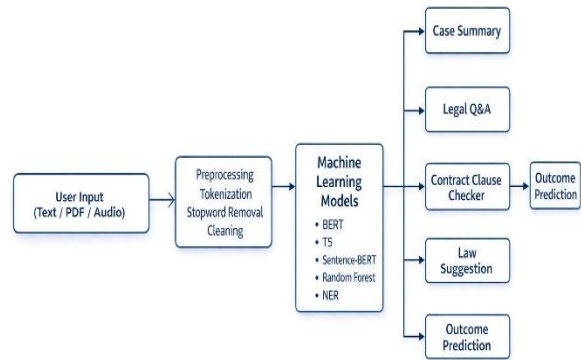 User Input
(Text / PDF / Audio)
Preprocessing
Tokenization
Stopword Removal
Cleaning
Machine
Learning
Models
• BERT
• T5
• Sentence-BERT
• Random Forest
• NER
Case Summary
Legal Q&A
Contract Clause
Checker
Outcome
Prediction
Law
Suggestion
Outcome
Prediction